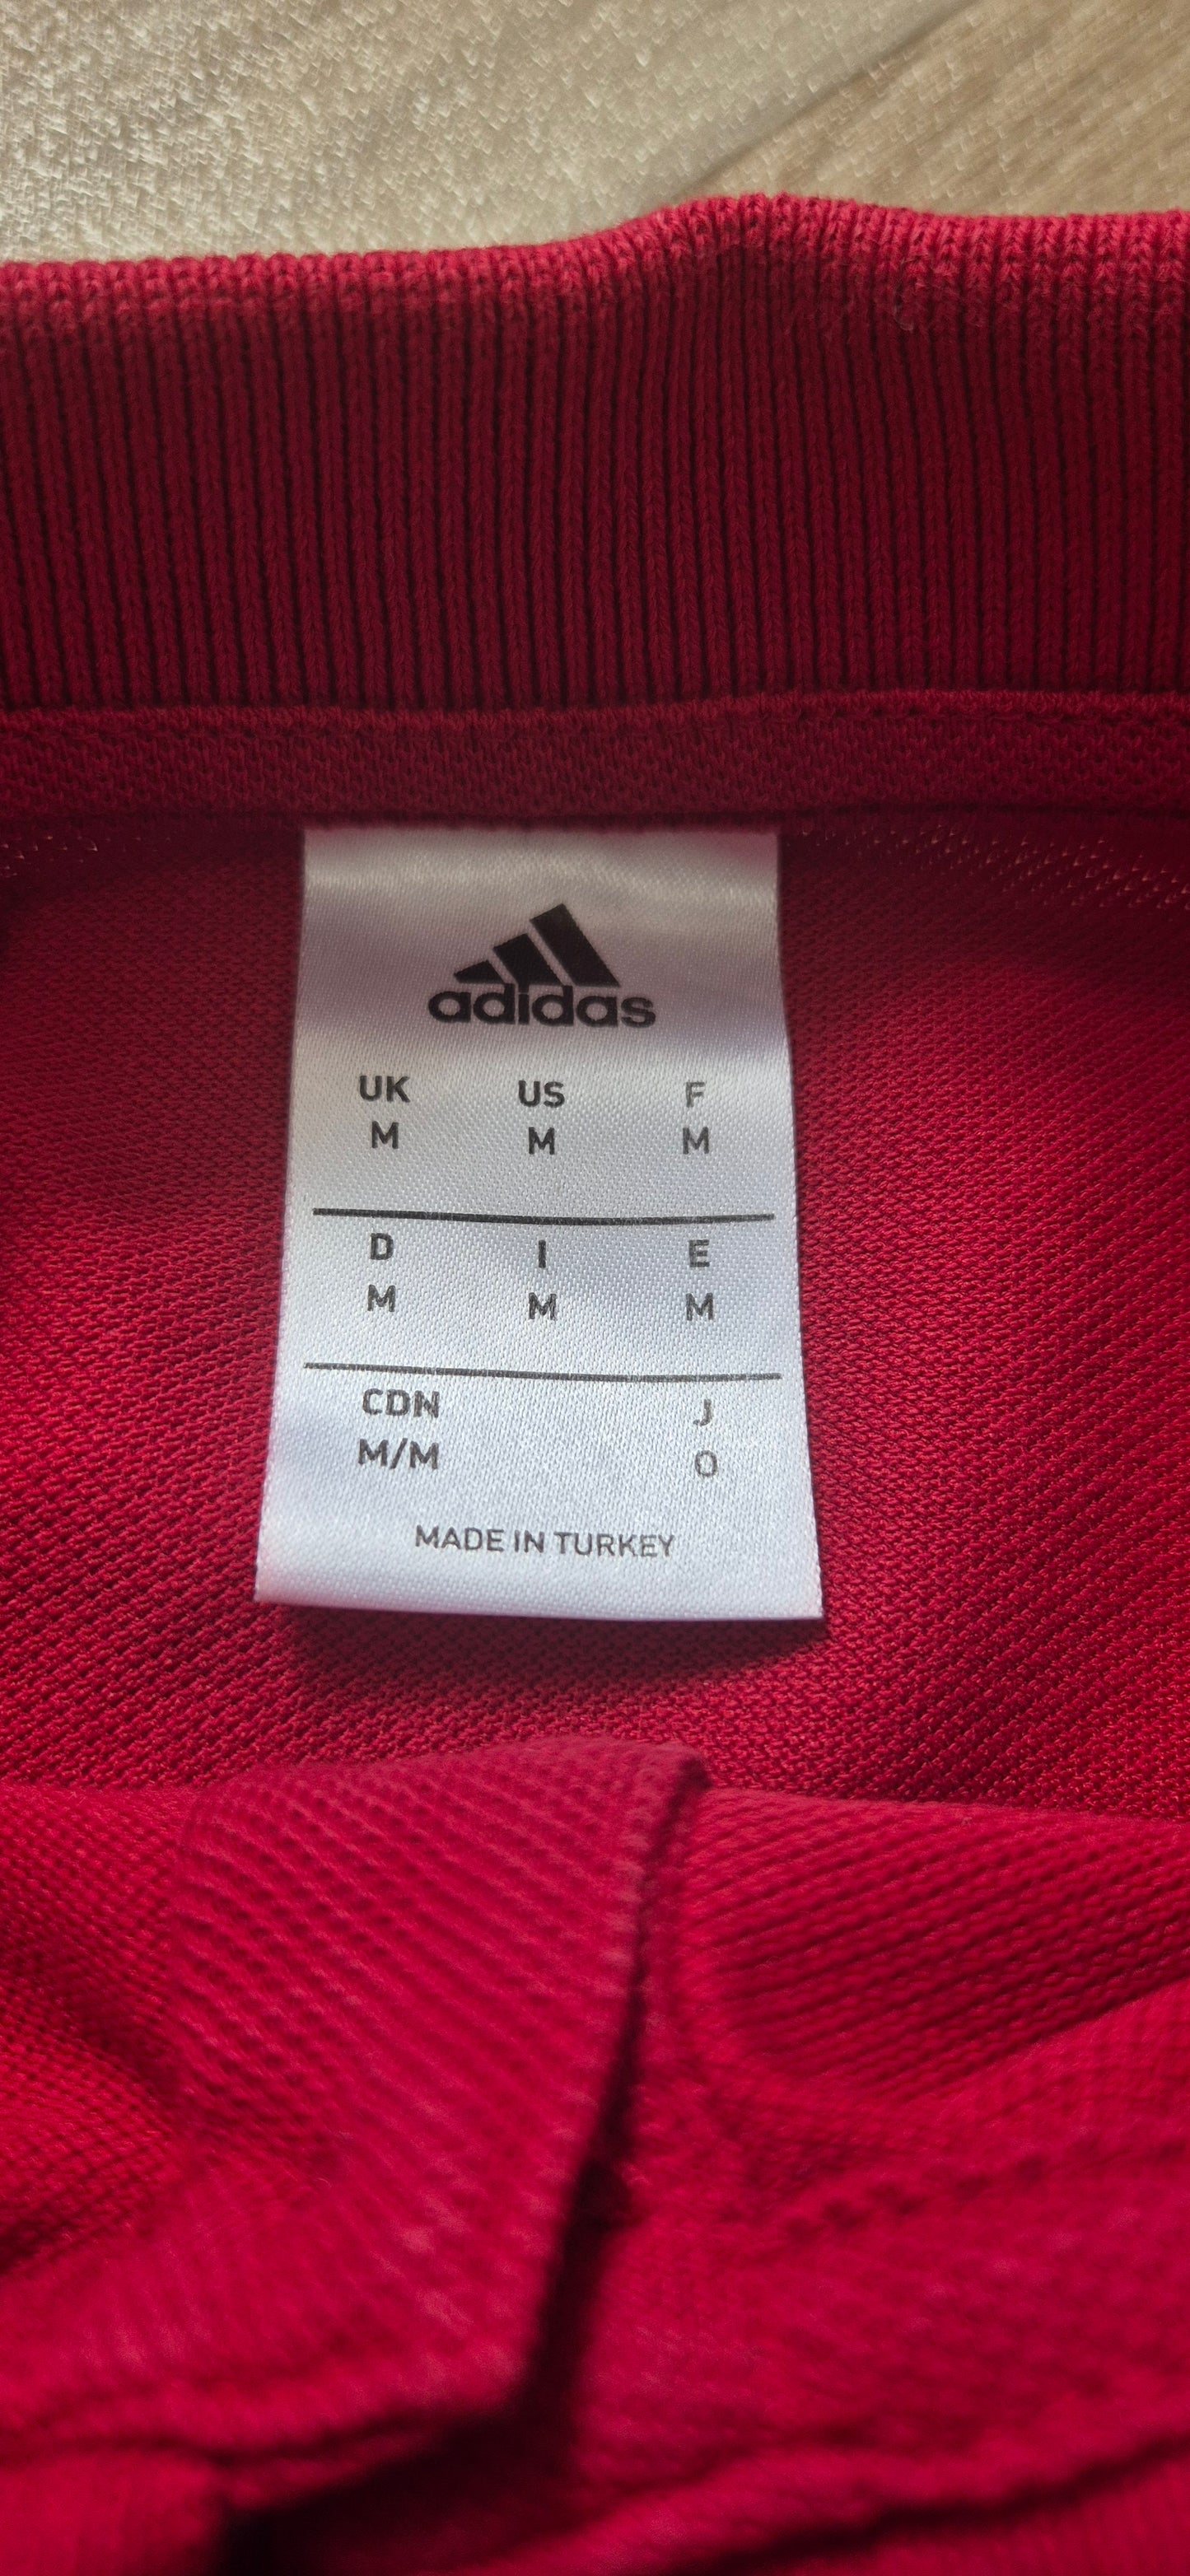 adidas
UK US F
M M M
D I E
M M M
CDN J
M/M O
MADE IN TURKEY